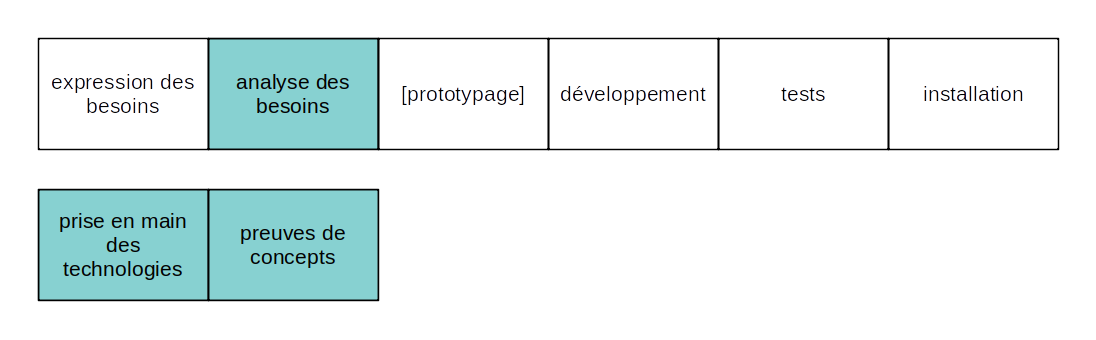 expression des
besoins
analyse des
besoins
[prototypage]
développement
tests
installation
prise en main
des
technologies
preuves de
concepts